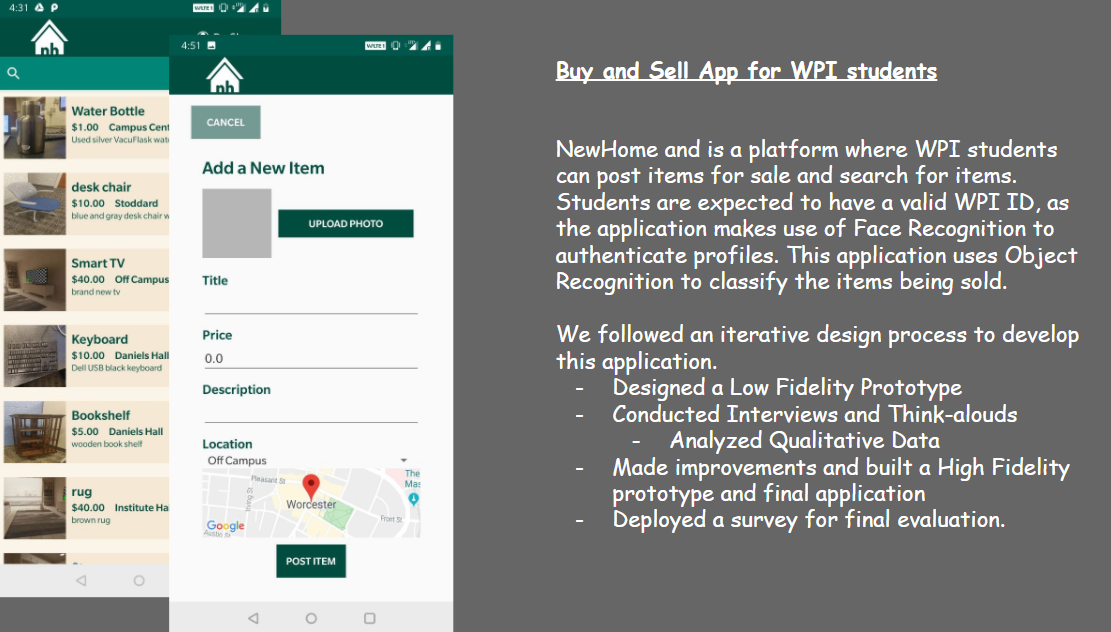 4:31
Water Bottle
$1.00 Campus Cent
Used silver VacuFlask wat
desk chair
$10.00 Stoddard
blue and gray desk chair w
Smart TV
$40.00 Off Campus
brand new tv
Keyboard
$10.00 Daniels Hall
Dell USB black keyboard
Bookshelf
$5.00 Daniels Hall
wooden book shelf
rug
$40.00 Institute Ha
brown rug
4:51
nh
CANCEL
Add a New Item
UPLOAD PHOTO
Title
Price
0.0
Description
Location
Off Campus
Pleasant St
The
Mas
Irving St
Worcester
Front St
Google
Austin St
POST ITEM
Buy and Sell App for WPI students
NewHome and is a platform where WPI students
can post items for sale and search for items.
Students are expected to have a valid WPI ID, as
the application makes use of Face Recognition to
authenticate profiles. This application uses Object
Recognition to classify the items being sold.
We followed an iterative design process to develop
this application.
- Designed a Low Fidelity Prototype
- Conducted Interviews and Think-alouds
- Analyzed Qualitative Data
- Made improvements and built a High Fidelity
prototype and final application
- Deployed a survey for final evaluation.